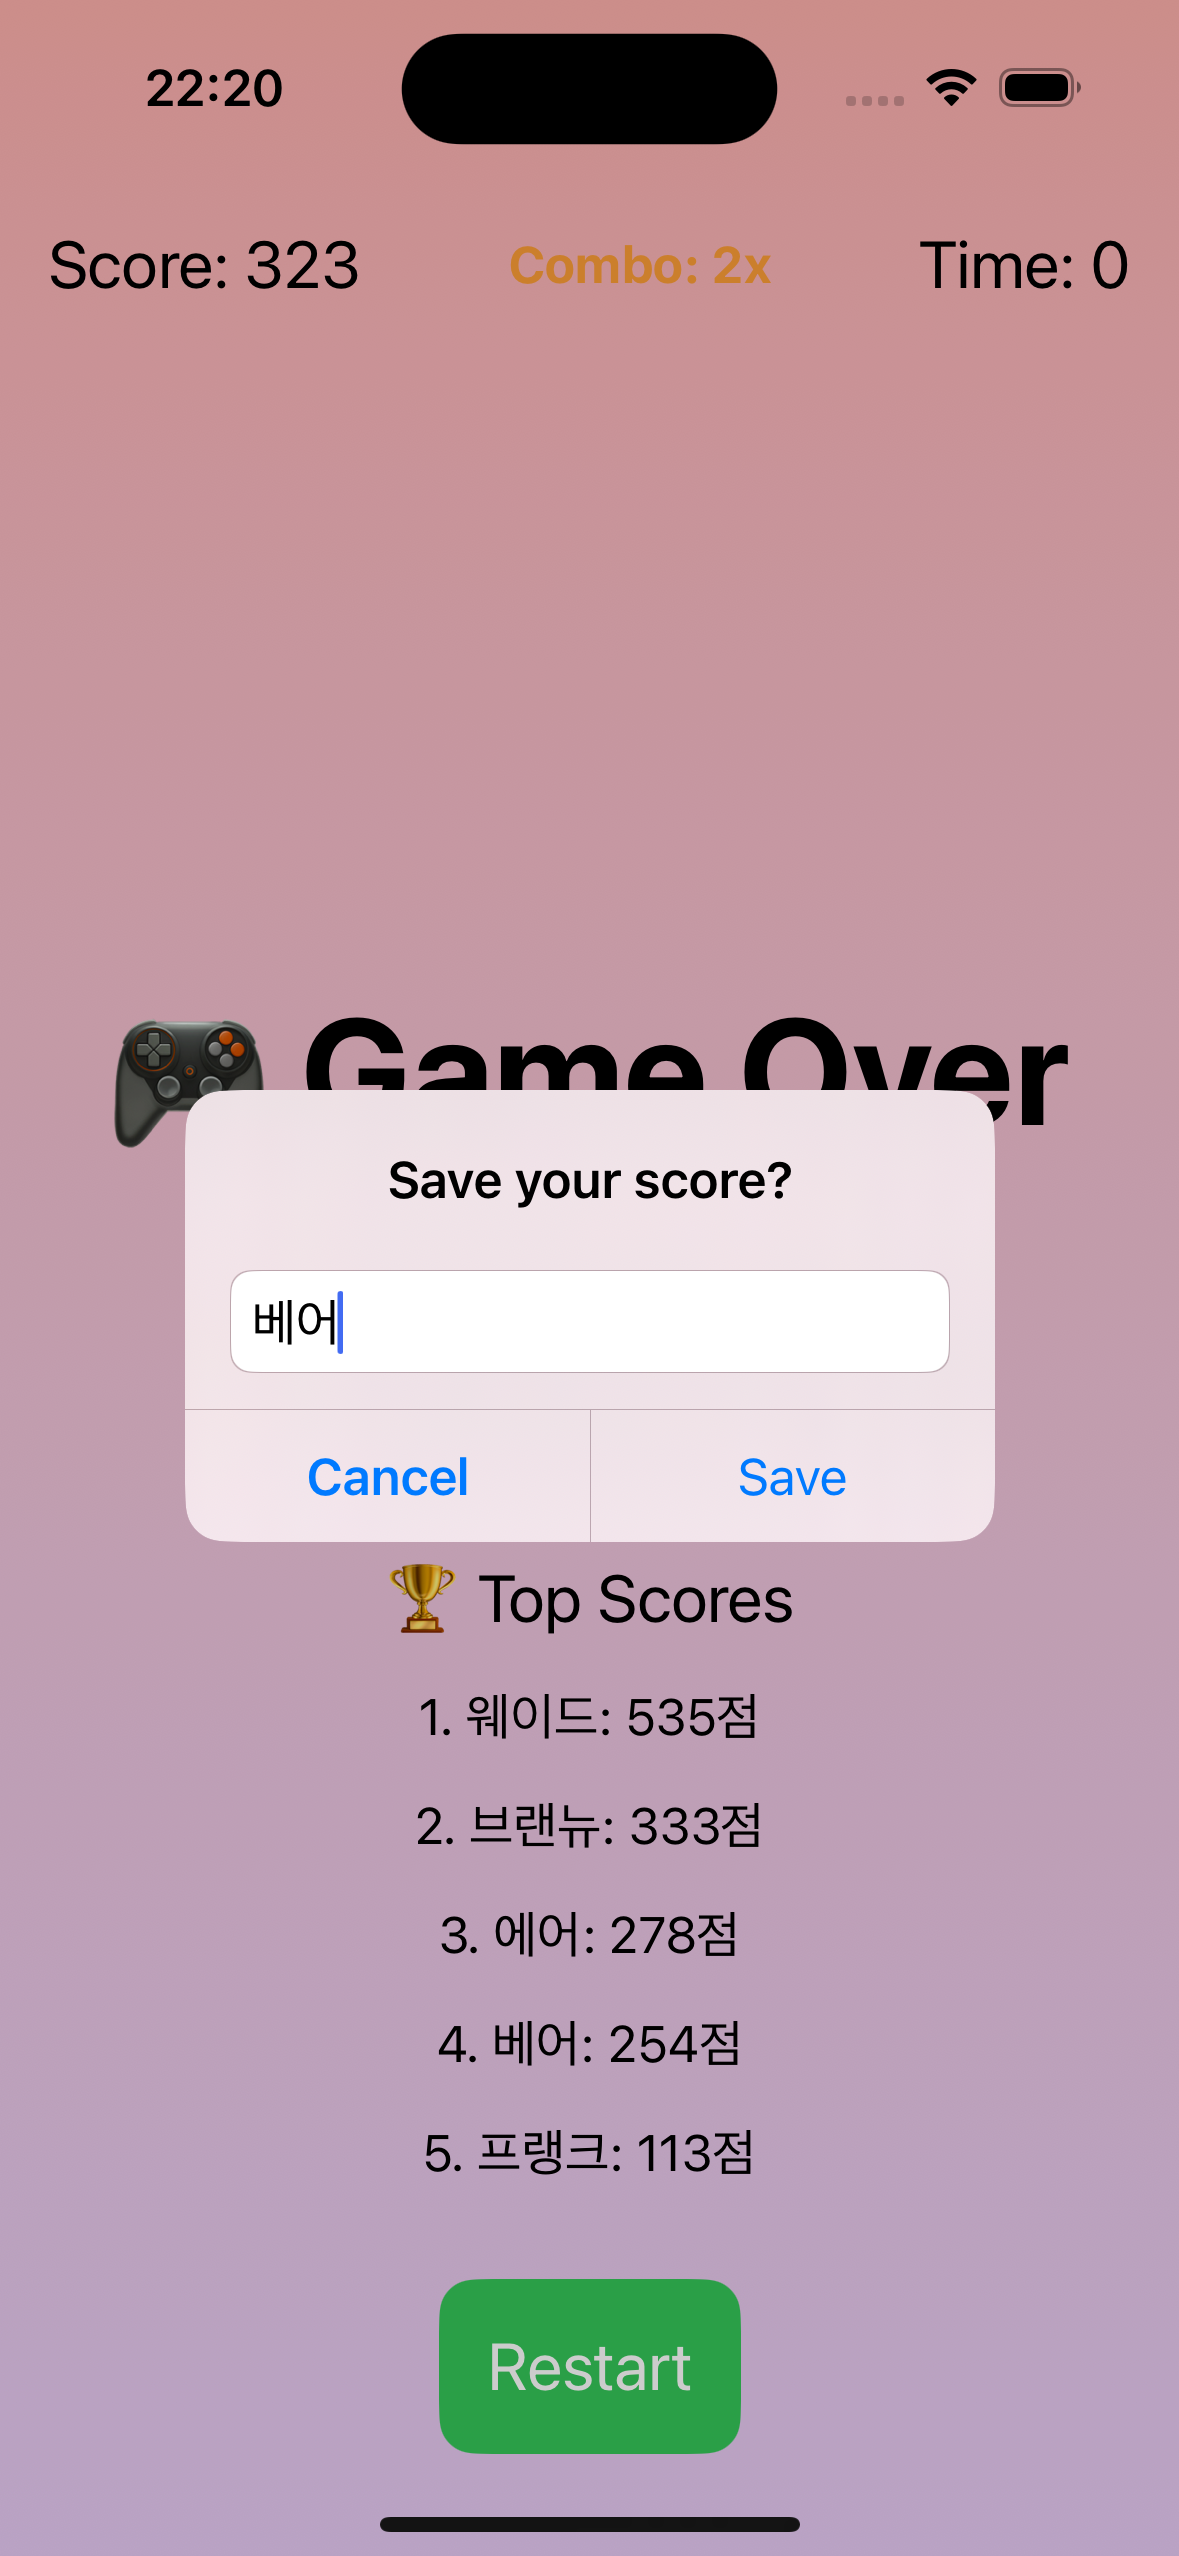 22:20
Score: 323 Combo: 2x Time: 0
Game Over
Save your score?
베어
Cancel Save
Top Scores
1. 웨이드: 535점
2. 브랜뉴: 333점
3. 에어: 278점
4. 베어: 254점
5. 프랭크: 113점
Restart